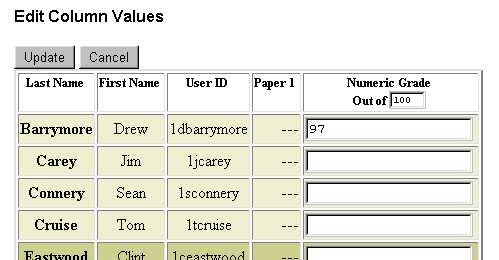 Edit Column Values
Update Cancel
Last Name First Name User ID Paper 1 Numeric Grade
Out of 100
Barrymore Drew 1dbarrymore --- 97
Carey Jim 1jcarey ---
Connery Sean 1sconnery ---
Cruise Tom 1tcruise ---
Eastwood Clint 1ceastwood ---